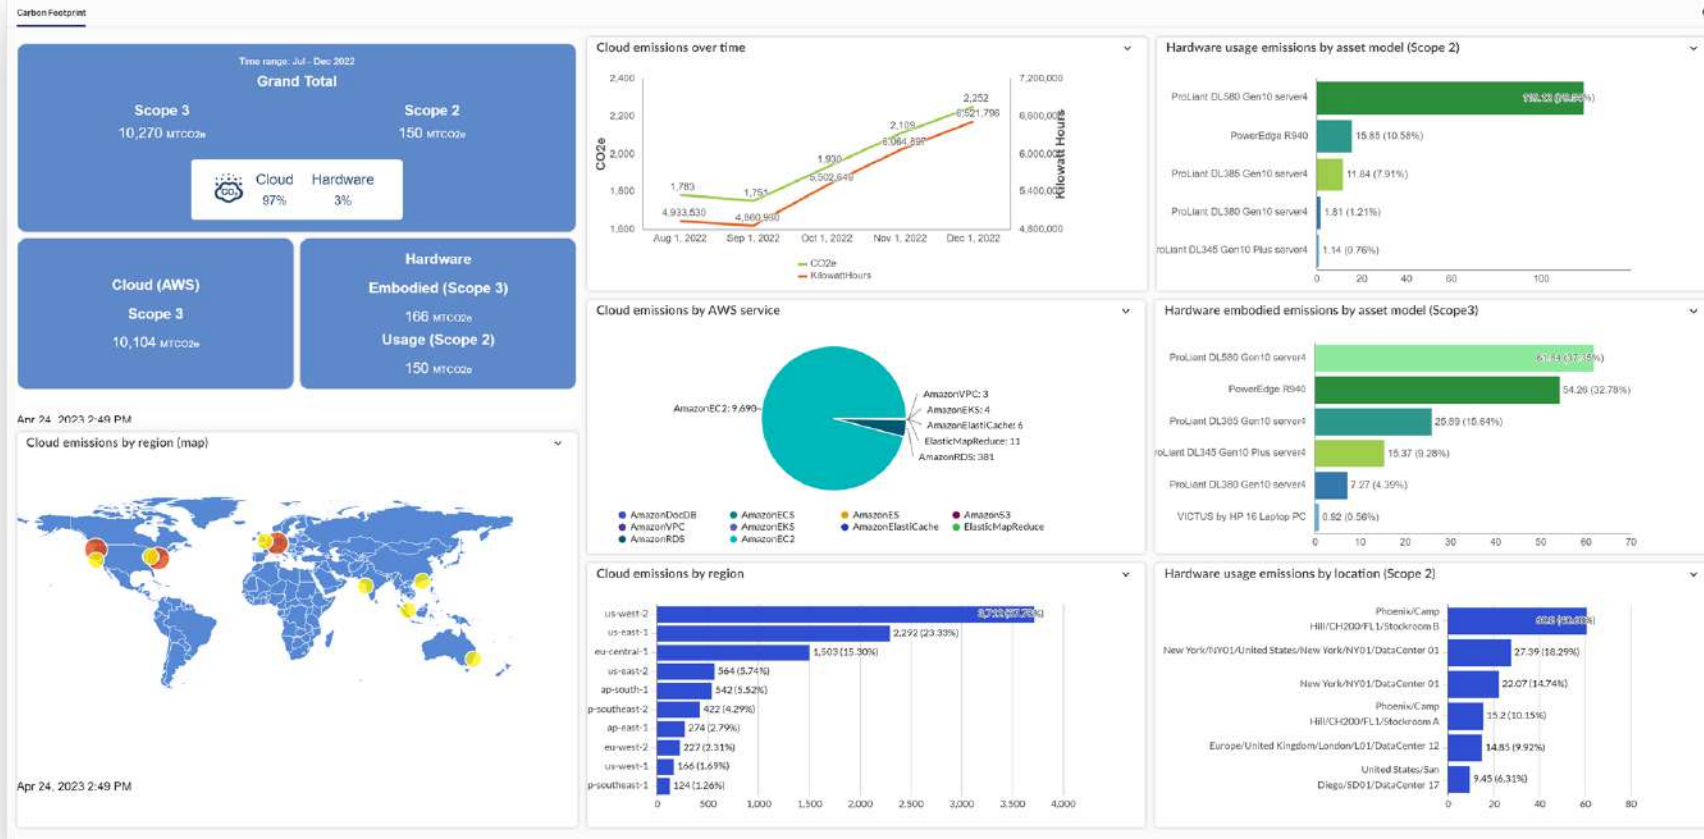 Carbon Footprint
Time range: Jul - Dec 2022
Grand Total
Scope 3
10,270 MTCO2e
Scope 2
150 MTCO2e
CO2
Cloud
97%
Hardware
3%
Cloud (AWS)
Scope 3
10,104 MTCO2e
Hardware
Embodied (Scope 3)
166 MTCO2e
Usage (Scope 2)
150 MTCO2e
Apr 24, 2023 2:49 PM
Cloud emissions by region (map)
Apr 24, 2023 2:49 PM
Cloud emissions over time
2,400
2,200
2,000
1,800
1,600
CO2e
7,200,000
6,600,000
6,000,000
5,400,000
4,800,000
Kilowatt Hours
1,783
1,751
1,930
2,109
2,252
4,933,530
4,860,930
5,502,649
6,064,897
6,521,796
Aug 1, 2022
Sep 1, 2022
Oct 1, 2022
Nov 1, 2022
Dec 1, 2022
CO2e
KilowattHours
Cloud emissions by AWS service
AmazonEC2: 9,690
AmazonVPC: 3
AmazonEKS: 4
AmazonElastiCache: 6
ElasticMapReduce: 11
AmazonRDS: 381
AmazonDocDB
AmazonECS
AmazonES
AmazonS3
AmazonVPC
AmazonEKS
AmazonElastiCache
ElasticMapReduce
AmazonRDS
AmazonEC2
Cloud emissions by region
us-west-2
us-east-1 2,292 (23.33%)
eu-central-1 1,503 (15.30%)
us-east-2 564 (5.74%)
ap-south-1 542 (5.52%)
p-southeast-2 422 (4.29%)
ap-east-1 274 (2.79%)
eu-west-2 227 (2.31%)
us-west-1 166 (1.69%)
p-southeast-1 124 (1.26%)
0 500 1,000 1,500 2,000 2,500 3,000 3,500 4,000
Hardware usage emissions by asset model (Scope 2)
ProLiant DL580 Gen10 server4
PowerEdge R940 15.85 (10.58%)
ProLiant DL385 Gen10 server4 11.84 (7.91%)
ProLiant DL380 Gen10 server4 1.81 (1.21%)
roLiant DL345 Gen10 Plus server4 1.14 (0.76%)
0 20 40 60 100
Hardware embodied emissions by asset model (Scope3)
ProLiant DL580 Gen10 server4
PowerEdge R940 54.26 (32.78%)
ProLiant DL385 Gen10 server4 25.89 (15.64%)
roLiant DL345 Gen10 Plus server4 15.37 (9.28%)
ProLiant DL380 Gen10 server4 7.27 (4.39%)
VICTUS by HP 16 Laptop PC 0.92 (0.56%)
0 10 20 30 40 50 60 70
Hardware usage emissions by location (Scope 2)
Phoenix/Camp
Hill/CH200/FL1/Stockroom B
New York/NY01/United States/New York/NY01/DataCenter 01 27.39 (18.29%)
New York/NY01/DataCenter 01 22.07 (14.74%)
Phoenix/Camp
Hill/CH200/FL1/Stockroom A 15.2 (10.15%)
Europe/United Kingdom/London/L01/DataCenter 12 14.85 (9.92%)
United States/San
Diego/SD01/DataCenter 17 9.45 (6.31%)
0 20 40 60 80